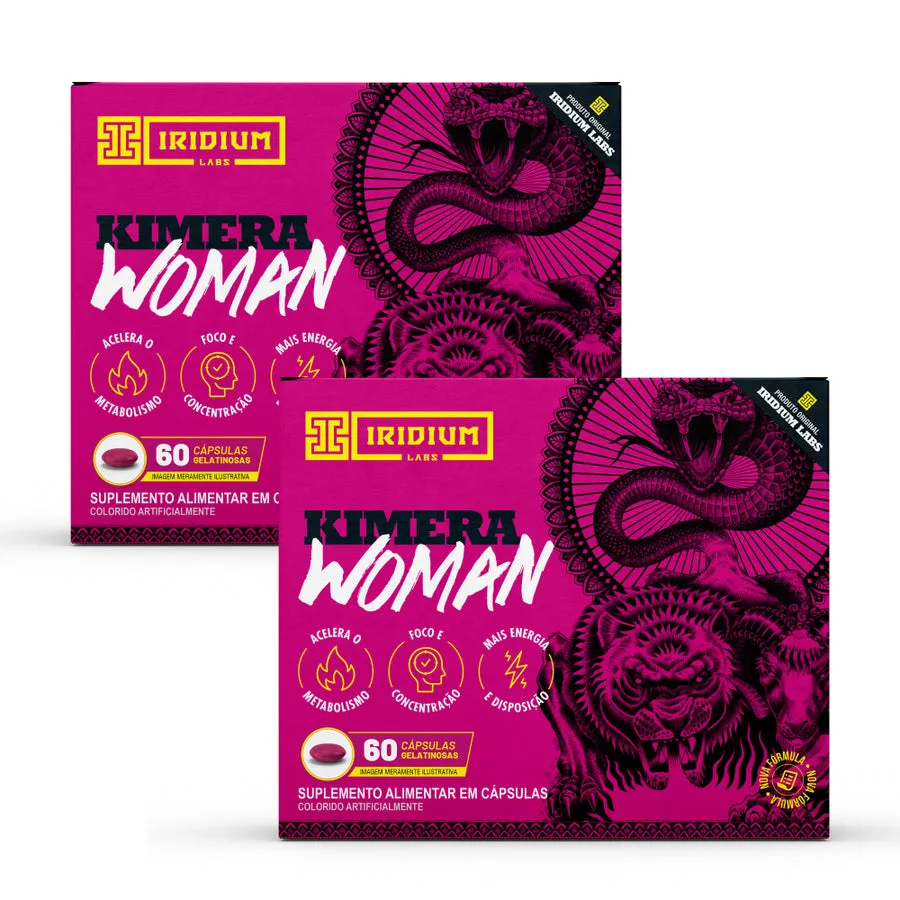 PRODUTO ORIGINAL
IRIDIUM LABS
IRIDIUM
LABS
KIMERA
WOMAN
ACELERA O
METABOLISMO
FOCO E
CONCENTRAÇÃO
MAIS ENERGIA
60 CÁPSULAS
GELATINOSAS
IMAGEM MERAMENTE ILUSTRATIVA
SUPLEMENTO ALIMENTAR EM
COLORIDO ARTIFICIALMENTE
PRODUTO ORIGINAL
IRIDIUM LABS
IRIDIUM
LABS
KIMERA
WOMAN
ACELERA O
METABOLISMO
FOCO E
CONCENTRAÇÃO
MAIS ENERGIA
E DISPOSIÇÃO
60 CÁPSULAS
GELATINOSAS
IMAGEM MERAMENTE ILUSTRATIVA
SUPLEMENTO ALIMENTAR EM CÁPSULAS
COLORIDO ARTIFICIALMENTE
NOVA FÓRMULA • NOVA FÓRMULA •